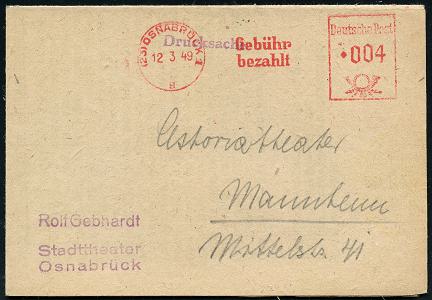 (23) OSNABRÜCK 1
12 3 49
a
Drucksache
Gebühr
bezahlt
Deutsche Post
004
Astoriatheater
Mannheim
Mittelstr 41
Rolf Gebhardt
Stadttheater
Osnabrück